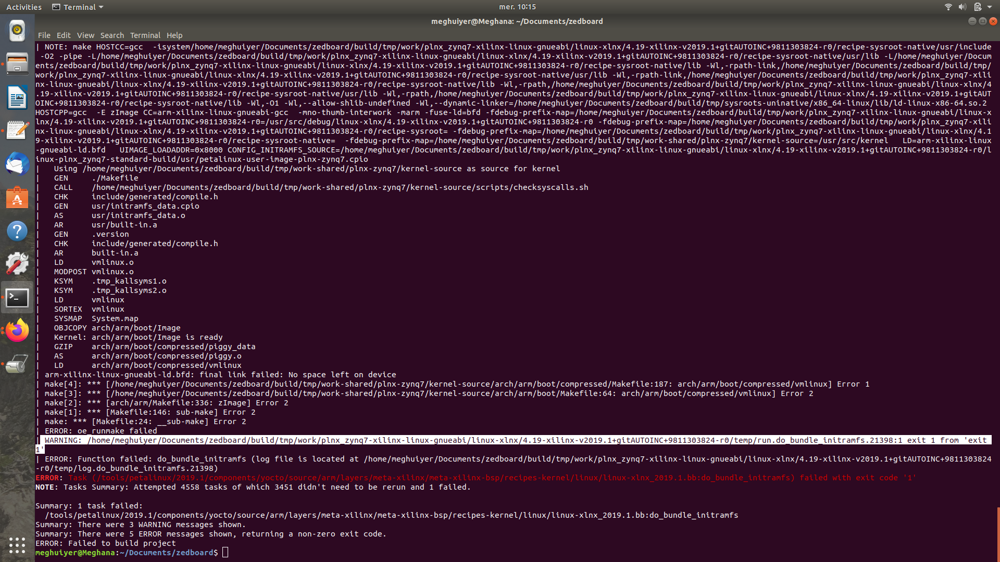 Activities Terminal mer. 10:15
meghuiyer@Meghana: ~/Documents/zedboard
File Edit View Search Terminal Help
| NOTE: make HOSTCC=gcc  -isystem/home/meghuiyer/Documents/zedboard/build/tmp/work/plnx_zynq7-xilinx-linux-gnueabi/linux-xlnx/4.19-xilinx-v2019.1+gitAUTOINC+9811303824-r0/recipe-sysroot-native/usr/include
 -O2 -pipe -L/home/meghuiyer/Documents/zedboard/build/tmp/work/plnx_zynq7-xilinx-linux-gnueabi/linux-xlnx/4.19-xilinx-v2019.1+gitAUTOINC+9811303824-r0/recipe-sysroot-native/usr/lib -L/home/meghuiyer/Docum
ents/zedboard/build/tmp/work/plnx_zynq7-xilinx-linux-gnueabi/linux-xlnx/4.19-xilinx-v2019.1+gitAUTOINC+9811303824-r0/recipe-sysroot-native/lib -Wl,-rpath-link,/home/meghuiyer/Documents/zedboard/build/tmp/
work/plnx_zynq7-xilinx-linux-gnueabi/linux-xlnx/4.19-xilinx-v2019.1+gitAUTOINC+9811303824-r0/recipe-sysroot-native/usr/lib -Wl,-rpath-link,/home/meghuiyer/Documents/zedboard/build/tmp/work/plnx_zynq7-xili
nx-linux-gnueabi/linux-xlnx/4.19-xilinx-v2019.1+gitAUTOINC+9811303824-r0/recipe-sysroot-native/lib -Wl,-rpath,/home/meghuiyer/Documents/zedboard/build/tmp/work/plnx_zynq7-xilinx-linux-gnueabi/linux-xlnx/4
.19-xilinx-v2019.1+gitAUTOINC+9811303824-r0/recipe-sysroot-native/usr/lib -Wl,-rpath,/home/meghuiyer/Documents/zedboard/build/tmp/work/plnx_zynq7-xilinx-linux-gnueabi/linux-xlnx/4.19-xilinx-v2019.1+gitAUT
OINC+9811303824-r0/recipe-sysroot-native/lib -Wl,-O1 -Wl,--allow-shlib-undefined -Wl,--dynamic-linker=/home/meghuiyer/Documents/zedboard/build/tmp/sysroots-uninative/x86_64-linux/lib/ld-linux-x86-64.so.2
HOSTCPP=gcc  -E zImage CC=arm-xilinx-linux-gnueabi-gcc  -mno-thumb-interwork -marm -fuse-ld=bfd -fdebug-prefix-map=/home/meghuiyer/Documents/zedboard/build/tmp/work/plnx_zynq7-xilinx-linux-gnueabi/linux-x
lnx/4.19-xilinx-v2019.1+gitAUTOINC+9811303824-r0=/usr/src/debug/linux-xlnx/4.19-xilinx-v2019.1+gitAUTOINC+9811303824-r0 -fdebug-prefix-map=/home/meghuiyer/Documents/zedboard/build/tmp/work/plnx_zynq7-xili
nx-linux-gnueabi/linux-xlnx/4.19-xilinx-v2019.1+gitAUTOINC+9811303824-r0/recipe-sysroot= -fdebug-prefix-map=/home/meghuiyer/Documents/zedboard/build/tmp/work/plnx_zynq7-xilinx-linux-gnueabi/linux-xlnx/4.1
9-xilinx-v2019.1+gitAUTOINC+9811303824-r0/recipe-sysroot-native=  -fdebug-prefix-map=/home/meghuiyer/Documents/zedboard/build/tmp/work-shared/plnx-zynq7/kernel-source=/usr/src/kernel   LD=arm-xilinx-linux
-gnueabi-ld.bfd   UIMAGE_LOADADDR=0x8000 CONFIG_INITRAMFS_SOURCE=/home/meghuiyer/Documents/zedboard/build/tmp/work/plnx_zynq7-xilinx-linux-gnueabi/linux-xlnx/4.19-xilinx-v2019.1+gitAUTOINC+9811303824-r0/l
inux-plnx_zynq7-standard-build/usr/petalinux-user-image-plnx-zynq7.cpio
|   Using /home/meghuiyer/Documents/zedboard/build/tmp/work-shared/plnx-zynq7/kernel-source as source for kernel
|   GEN     ./Makefile
|   CALL    /home/meghuiyer/Documents/zedboard/build/tmp/work-shared/plnx-zynq7/kernel-source/scripts/checksyscalls.sh
|   CHK     include/generated/compile.h
|   GEN     usr/initramfs_data.cpio
|   AS      usr/initramfs_data.o
|   AR      usr/built-in.a
|   GEN     .version
|   CHK     include/generated/compile.h
|   AR      built-in.a
|   LD      vmlinux.o
|   MODPOST vmlinux.o
|   KSYM    .tmp_kallsyms1.o
|   KSYM    .tmp_kallsyms2.o
|   LD      vmlinux
|   SORTEX  vmlinux
|   SYSMAP  System.map
|   OBJCOPY arch/arm/boot/Image
|   Kernel: arch/arm/boot/Image is ready
|   GZIP    arch/arm/boot/compressed/piggy_data
|   AS      arch/arm/boot/compressed/piggy.o
|   LD      arch/arm/boot/compressed/vmlinux
| arm-xilinx-linux-gnueabi-ld.bfd: final link failed: No space left on device
| make[4]: *** [/home/meghuiyer/Documents/zedboard/build/tmp/work-shared/plnx-zynq7/kernel-source/arch/arm/boot/compressed/Makefile:187: arch/arm/boot/compressed/vmlinux] Error 1
| make[3]: *** [/home/meghuiyer/Documents/zedboard/build/tmp/work-shared/plnx-zynq7/kernel-source/arch/arm/boot/Makefile:64: arch/arm/boot/compressed/vmlinux] Error 2
| make[2]: *** [arch/arm/Makefile:336: zImage] Error 2
| make[1]: *** [Makefile:146: sub-make] Error 2
| make: *** [Makefile:24: __sub-make] Error 2
| ERROR: oe_runmake failed
| WARNING: /home/meghuiyer/Documents/zedboard/build/tmp/work/plnx_zynq7-xilinx-linux-gnueabi/linux-xlnx/4.19-xilinx-v2019.1+gitAUTOINC+9811303824-r0/temp/run.do_bundle_initramfs.21398:1 exit 1 from 'exit
1'
| ERROR: Function failed: do_bundle_initramfs (log file is located at /home/meghuiyer/Documents/zedboard/build/tmp/work/plnx_zynq7-xilinx-linux-gnueabi/linux-xlnx/4.19-xilinx-v2019.1+gitAUTOINC+9811303824
-r0/temp/log.do_bundle_initramfs.21398)
ERROR: Task (/tools/petalinux/2019.1/components/yocto/source/arm/layers/meta-xilinx/meta-xilinx-bsp/recipes-kernel/linux/linux-xlnx_2019.1.bb:do_bundle_initramfs) failed with exit code '1'
NOTE: Tasks Summary: Attempted 4558 tasks of which 3451 didn't need to be rerun and 1 failed.
Summary: 1 task failed:
  /tools/petalinux/2019.1/components/yocto/source/arm/layers/meta-xilinx/meta-xilinx-bsp/recipes-kernel/linux/linux-xlnx_2019.1.bb:do_bundle_initramfs
Summary: There were 3 WARNING messages shown.
Summary: There were 5 ERROR messages shown, returning a non-zero exit code.
ERROR: Failed to build project
meghuiyer@Meghana:~/Documents/zedboard$